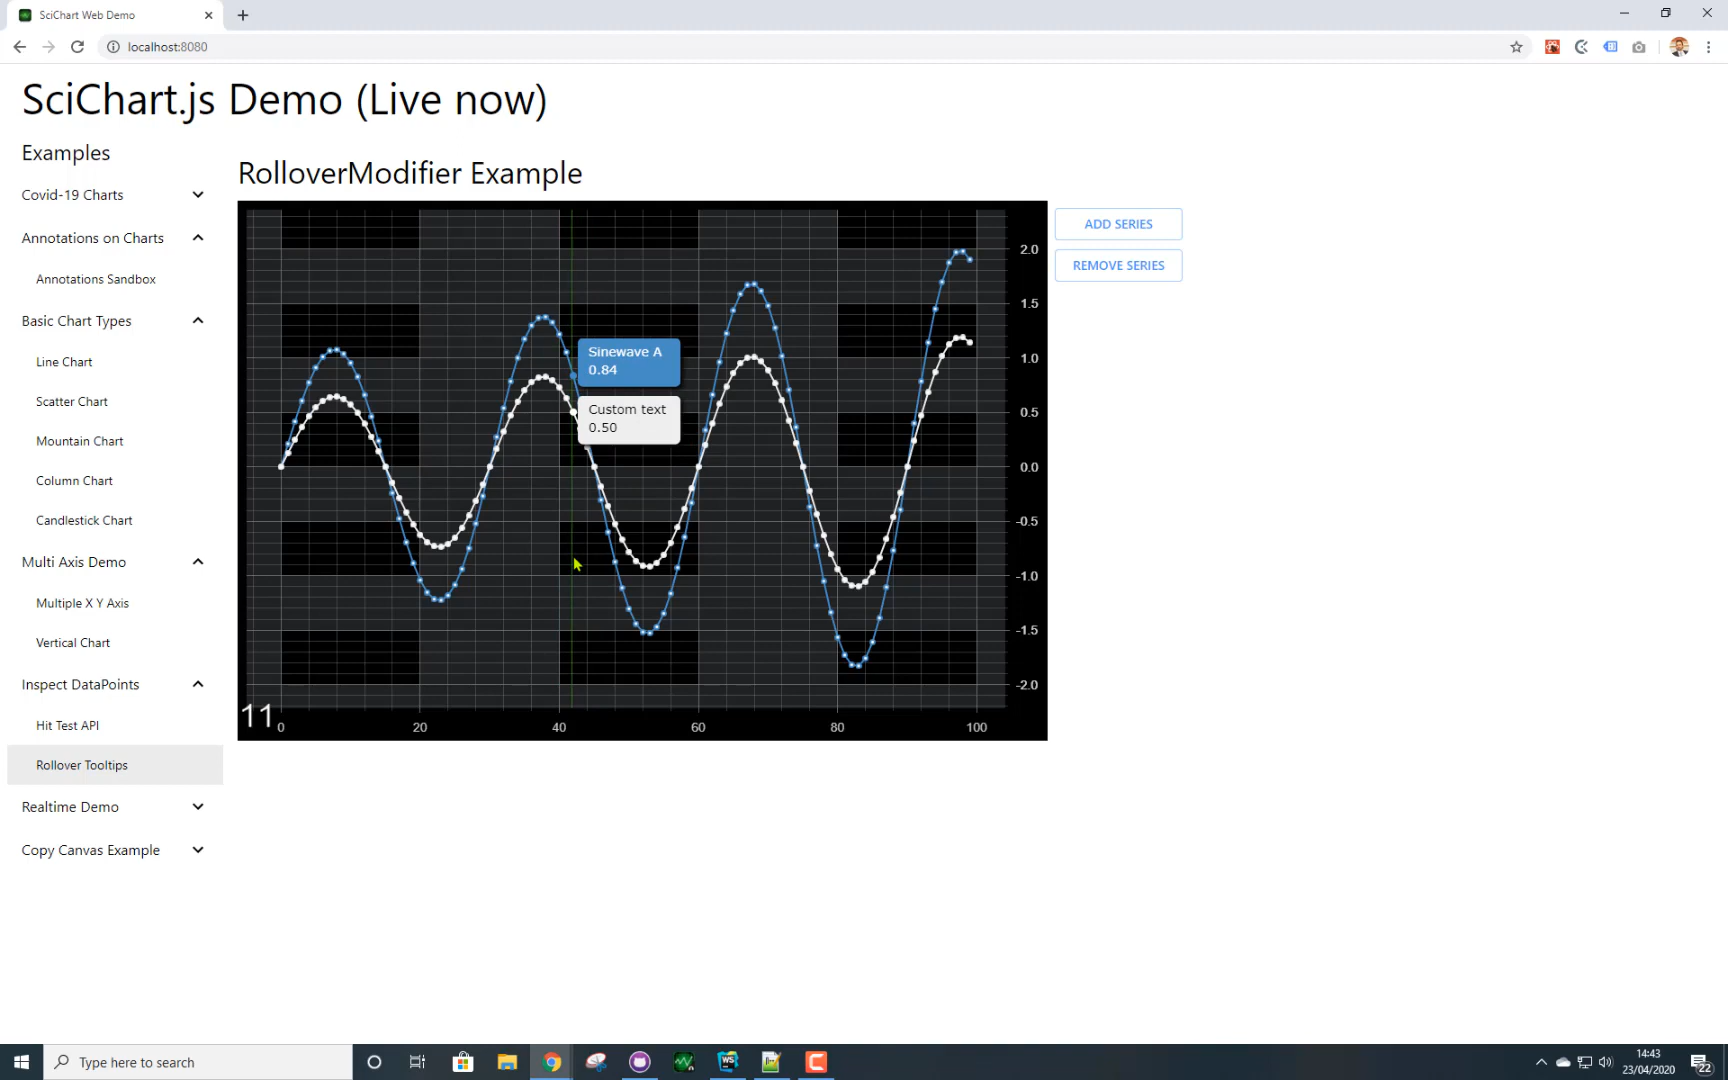 SciChart Web Demo
localhost:8080
SciChart.js Demo (Live now)
Examples
Covid-19 Charts
Annotations on Charts
Annotations Sandbox
Basic Chart Types
Line Chart
Scatter Chart
Mountain Chart
Column Chart
Candlestick Chart
Multi Axis Demo
Multiple X Y Axis
Vertical Chart
Inspect DataPoints
Hit Test API
Rollover Tooltips
Realtime Demo
Copy Canvas Example
RolloverModifier Example
Sinewave A
0.84
Custom text
0.50
2.0
1.5
1.0
0.5
0.0
-0.5
-1.0
-1.5
-2.0
11
0 20 40 60 80 100
ADD SERIES
REMOVE SERIES
Type here to search
WS
14:43
23/04/2020
22